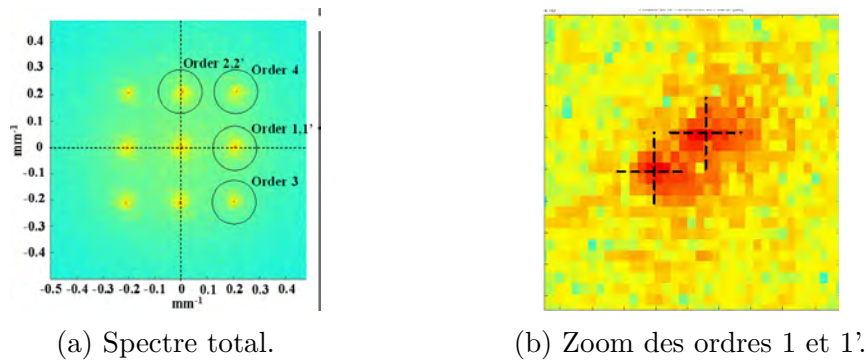 0.4
0.3
0.2
0.1
0
-0.1
-0.2
-0.3
-0.4
mm-1
-0.5 -0.4 -0.3 -0.2 -0.1 0 0.1 0.2 0.3 0.4
mm-1
Order 2,2'
Order 4
Order 1,1'
Order 3
(a) Spectre total.
(b) Zoom des ordres 1 et 1'.